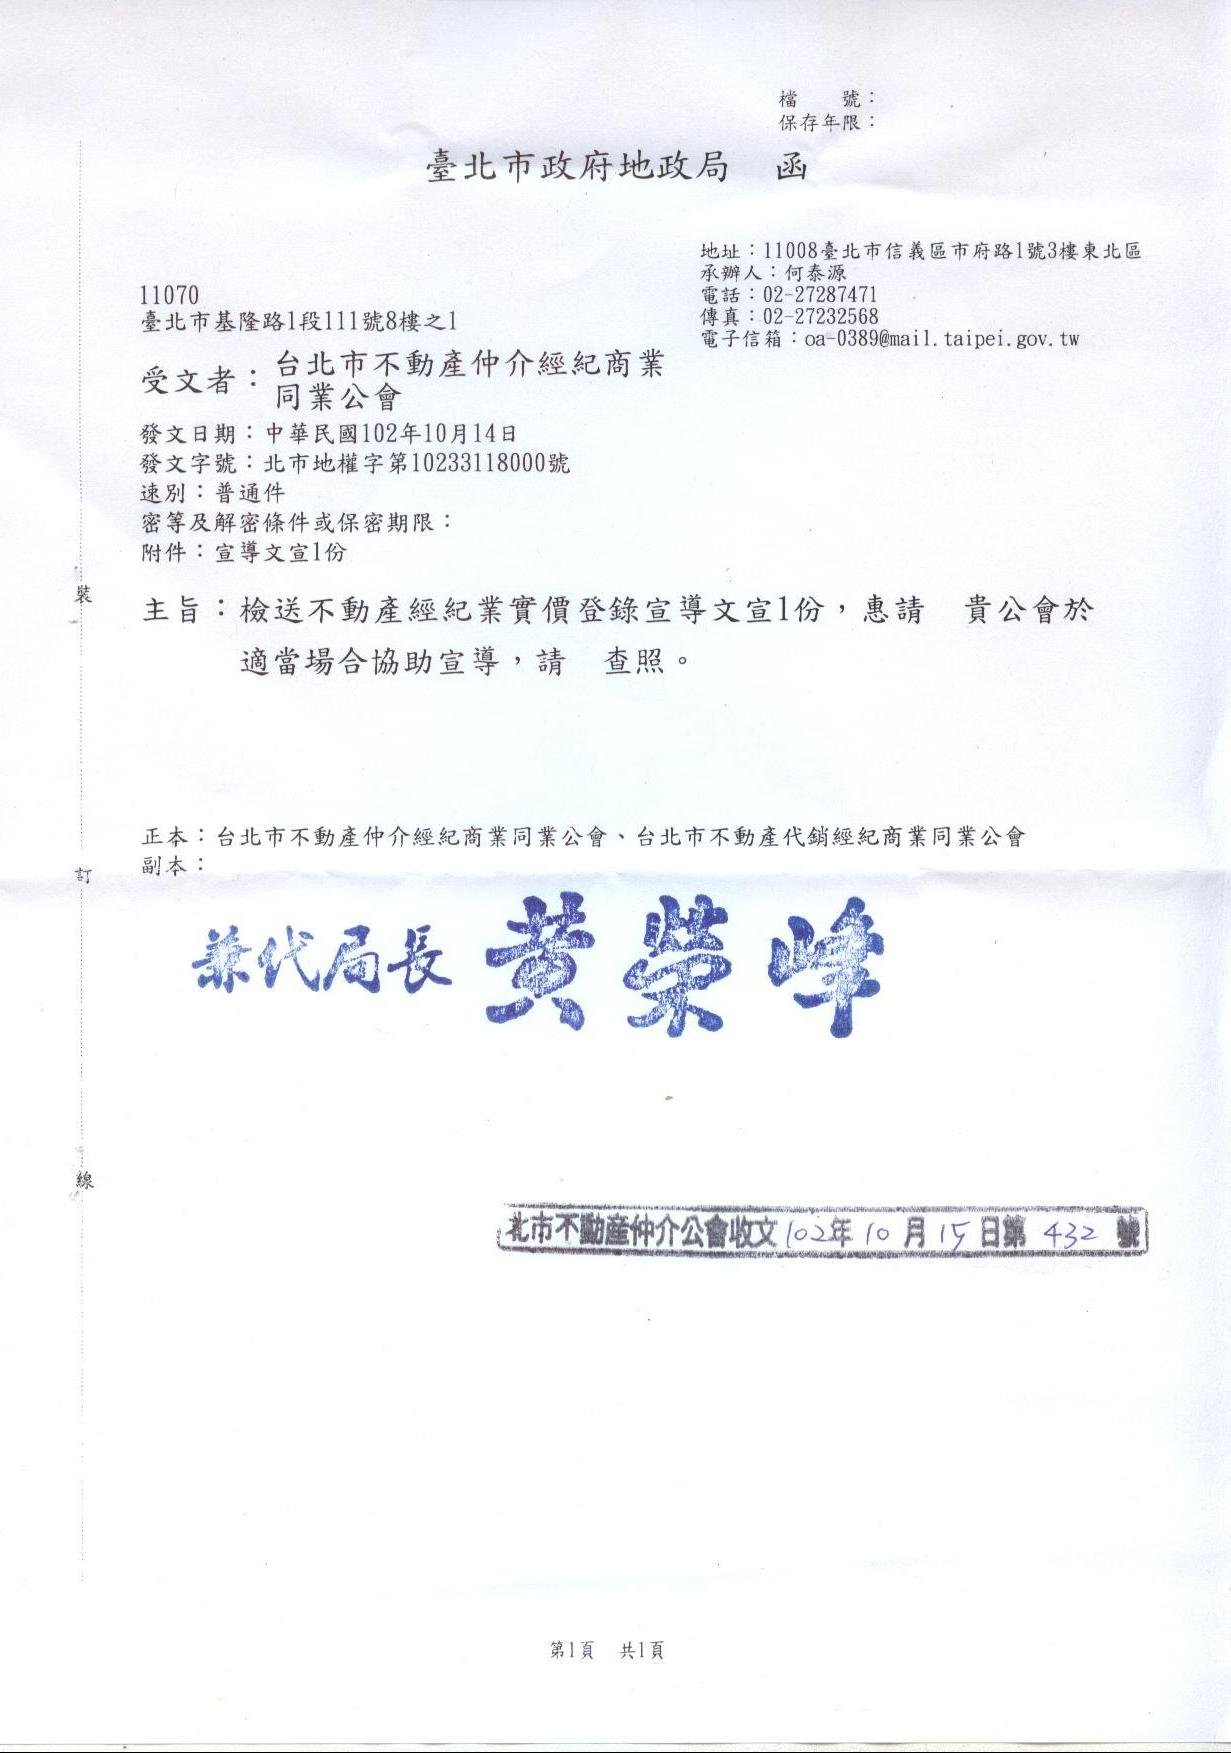 檔　　號：
保存年限：
臺北市政府地政局　函
地址：11008臺北市信義區市府路1號3樓東北區
承辦人：何泰源
電話：02-27287471
傳真：02-27232568
電子信箱：oa-0389@mail.taipei.gov.tw
11070
臺北市基隆路1段111號8樓之1
受文者：台北市不動產仲介經紀商業
同業公會
發文日期：中華民國102年10月14日
發文字號：北市地權字第10233118000號
速別：普通件
密等及解密條件或保密期限：
附件：宣導文宣1份
主旨：檢送不動產經紀業實價登錄宣導文宣1份，惠請　貴公會於
適當場合協助宣導，請　查照。
正本：台北市不動產仲介經紀商業同業公會、台北市不動產代銷經紀商業同業公會
副本：
兼代局長 黃榮峰
北市不動產仲介公會收文102年10月15日第432號
裝
訂
線
第1頁　共1頁